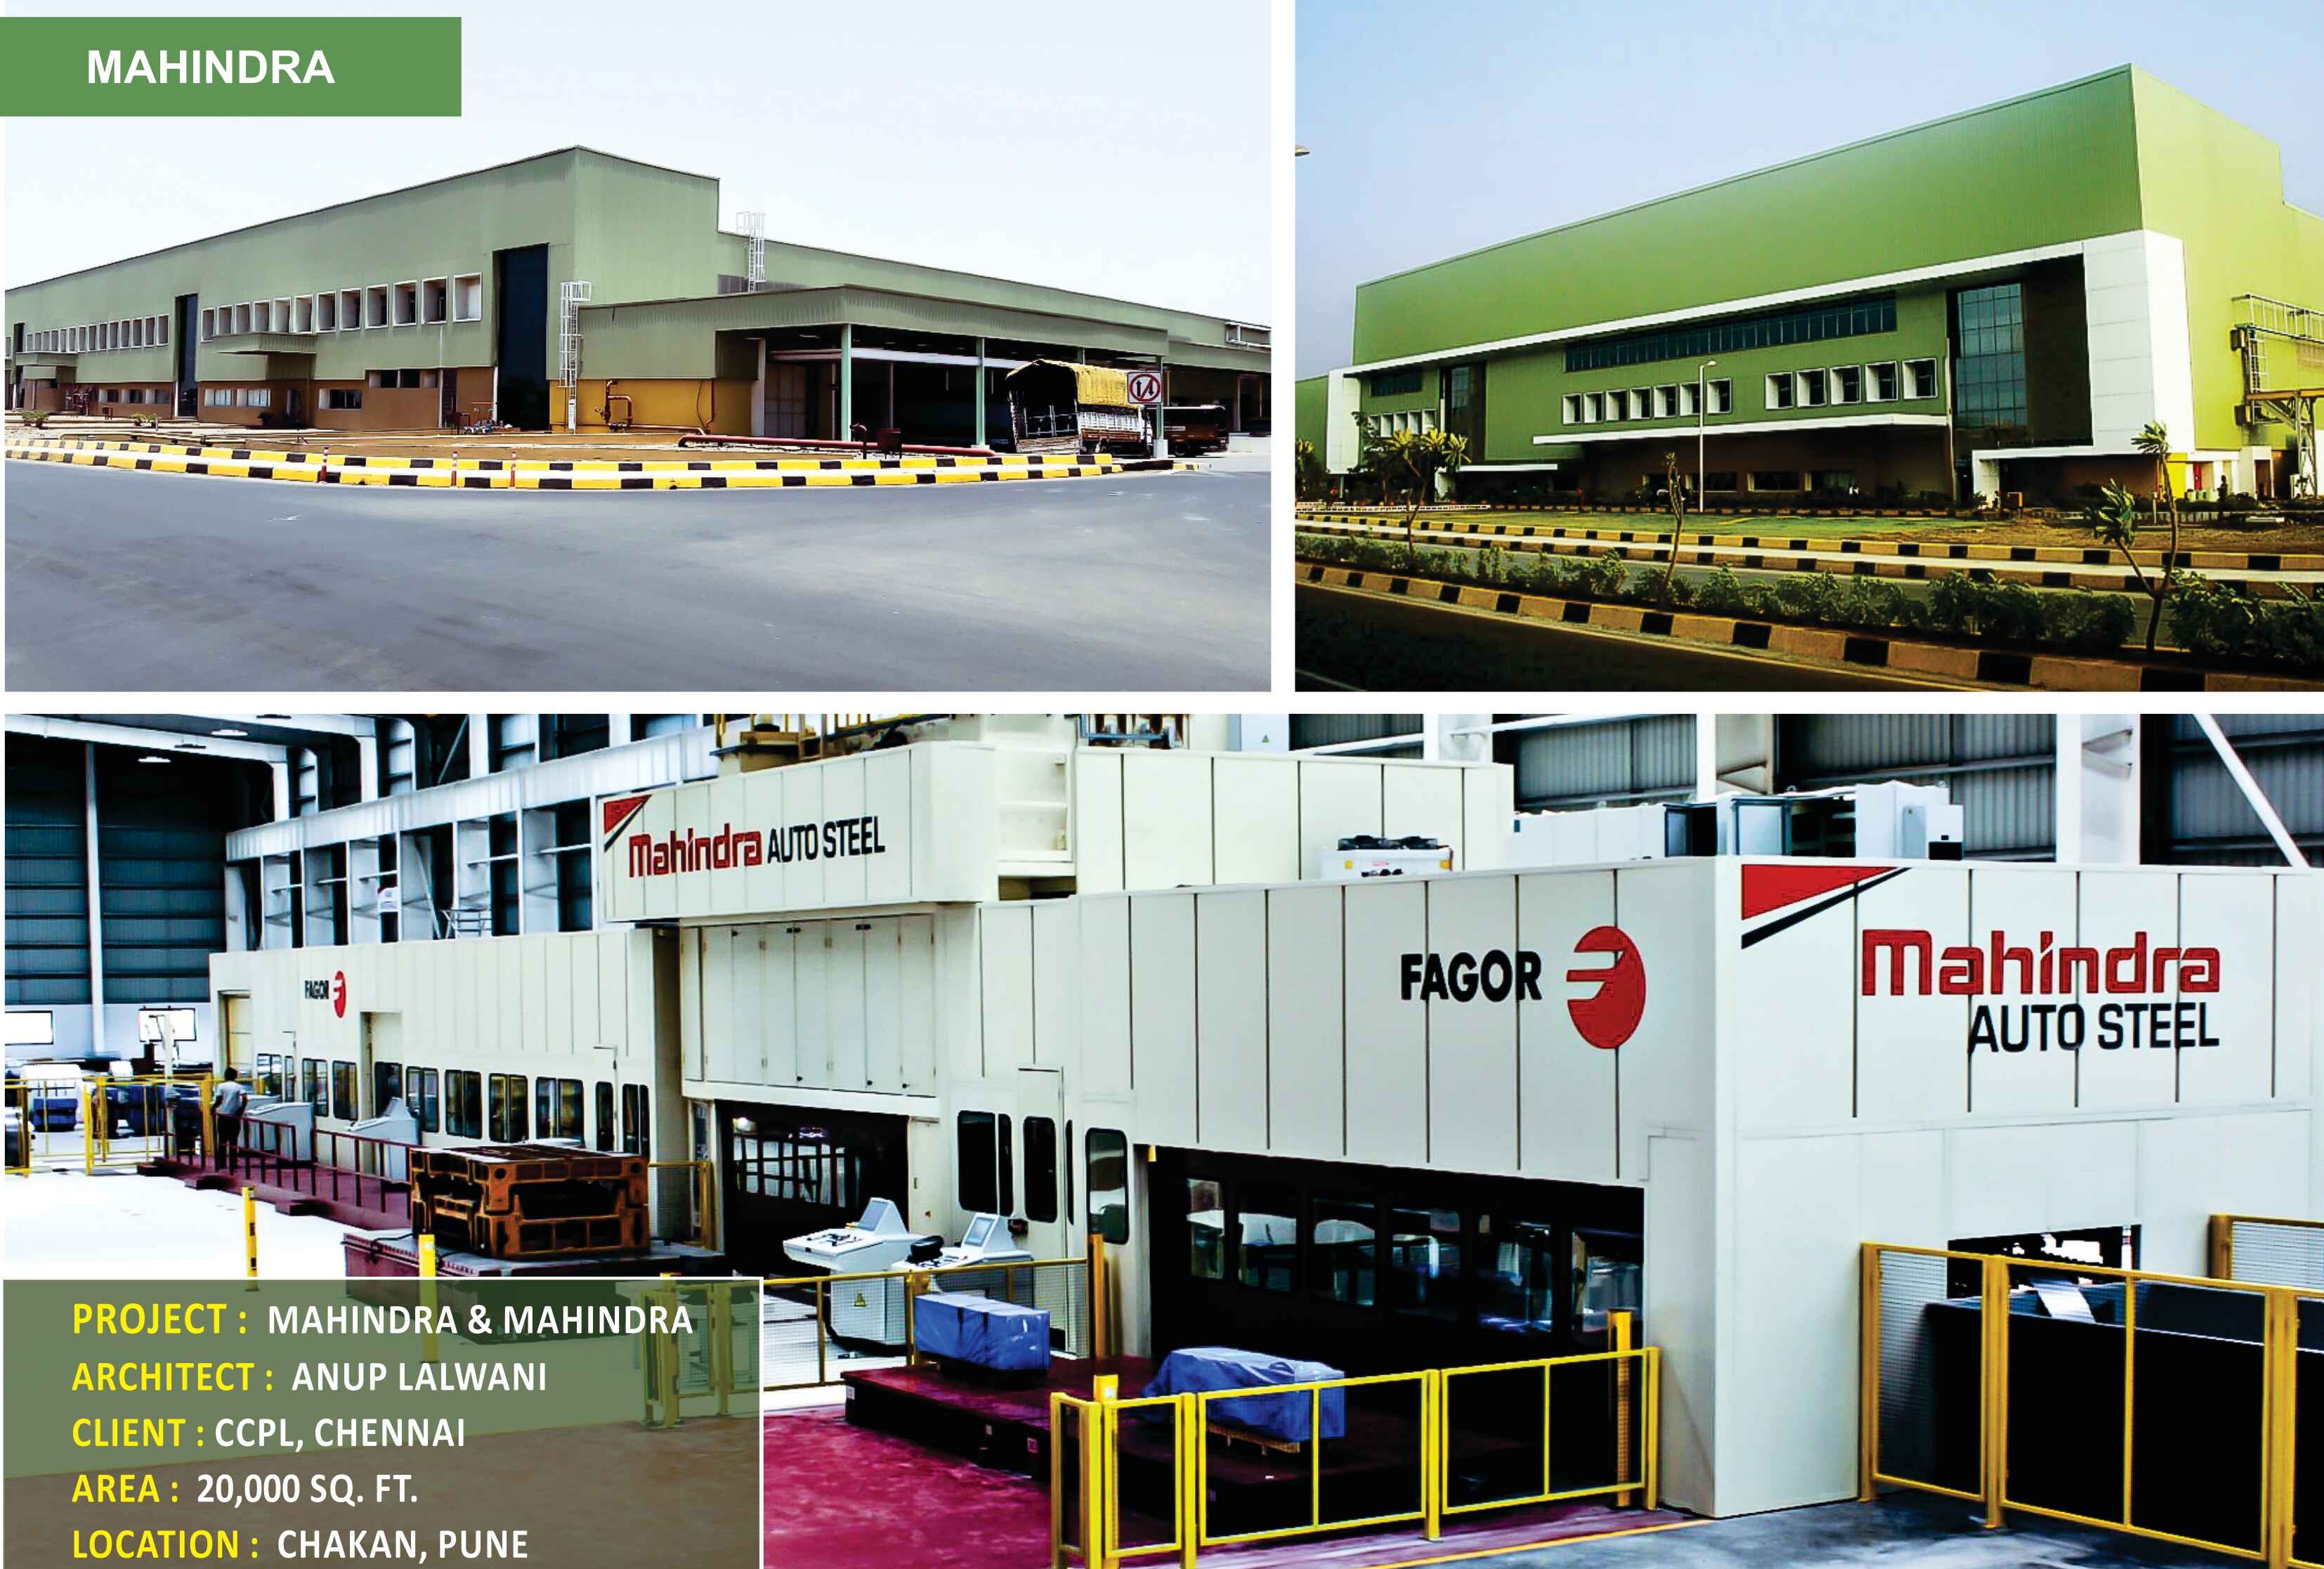 MAHINDRA
Mahindra AUTO STEEL
FAGOR
FAGOR
Mahindra
AUTO STEEL
PROJECT : MAHINDRA & MAHINDRA
ARCHITECT : ANUP LALWANI
CLIENT : CCPL, CHENNAI
AREA : 20,000 SQ. FT.
LOCATION : CHAKAN, PUNE